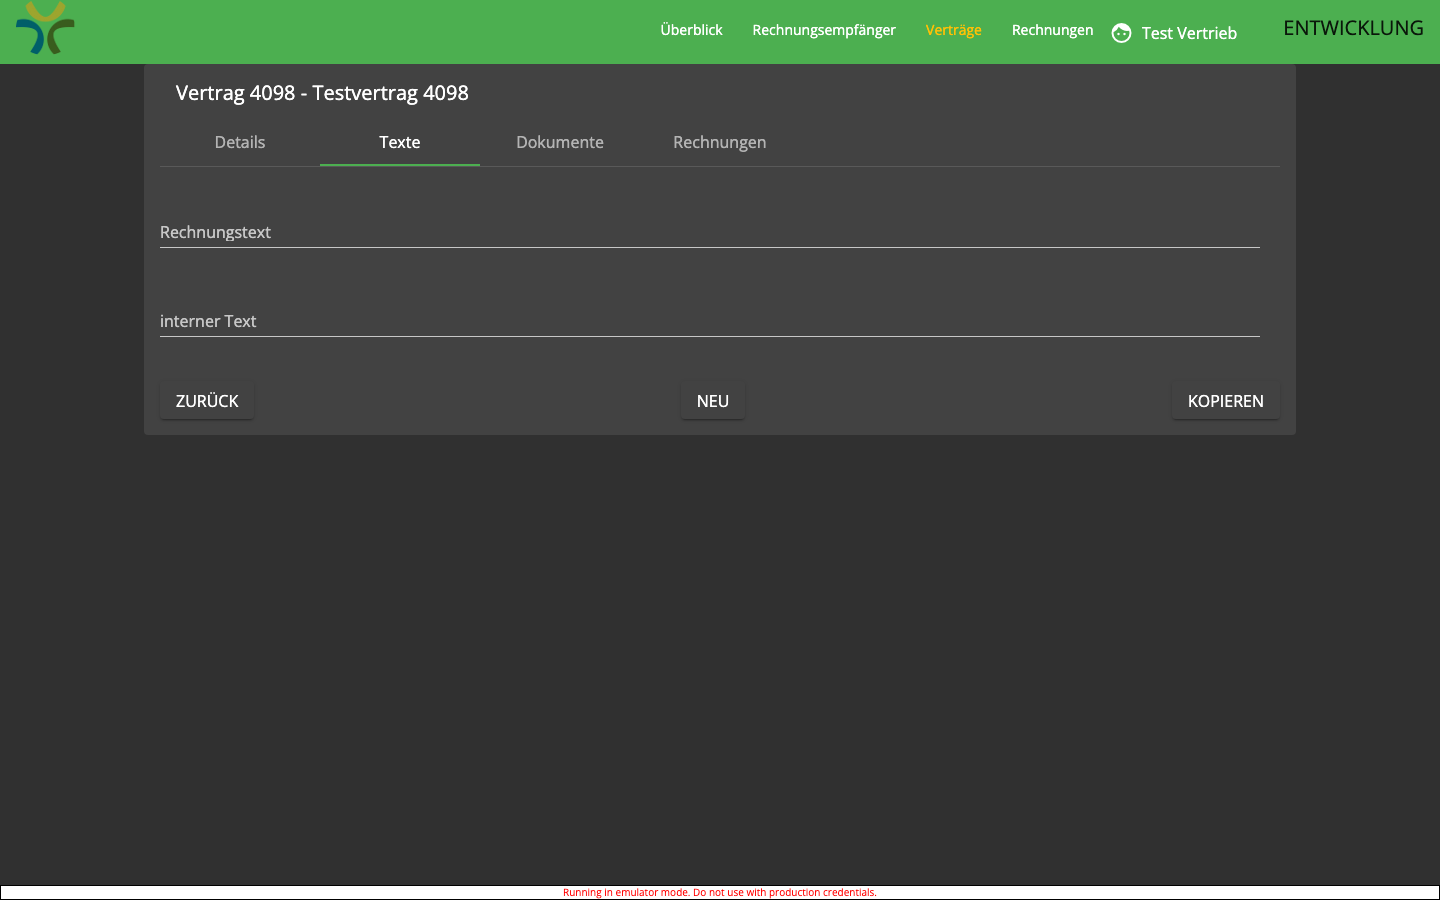 Überblick Rechnungsempfänger Verträge Rechnungen Test Vertrieb ENTWICKLUNG
Vertrag 4098 - Testvertrag 4098
Details Texte Dokumente Rechnungen
Rechnungstext
interner Text
ZURÜCK NEU KOPIEREN
Running in emulator mode. Do not use with production credentials.